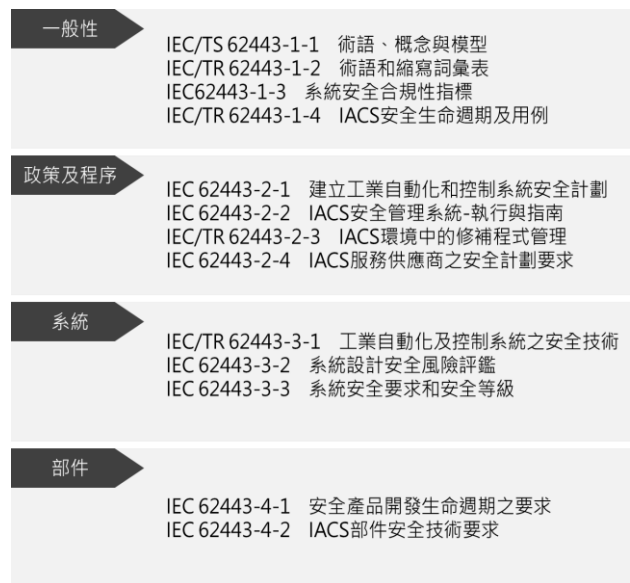 一般性
IEC/TS 62443-1-1 術語、概念與模型
IEC/TR 62443-1-2 術語和縮寫詞彙表
IEC62443-1-3 系統安全合規性指標
IEC/TR 62443-1-4 IACS安全生命週期及用例
政策及程序
IEC 62443-2-1 建立工業自動化和控制系統安全計劃
IEC 62443-2-2 IACS安全管理系統-執行與指南
IEC/TR 62443-2-3 IACS環境中的修補程式管理
IEC 62443-2-4 IACS服務供應商之安全計劃要求
系統
IEC/TR 62443-3-1 工業自動化及控制系統之安全技術
IEC 62443-3-2 系統設計安全風險評鑑
IEC 62443-3-3 系統安全要求和安全等級
部件
IEC 62443-4-1 安全產品開發生命週期之要求
IEC 62443-4-2 IACS部件安全技術要求